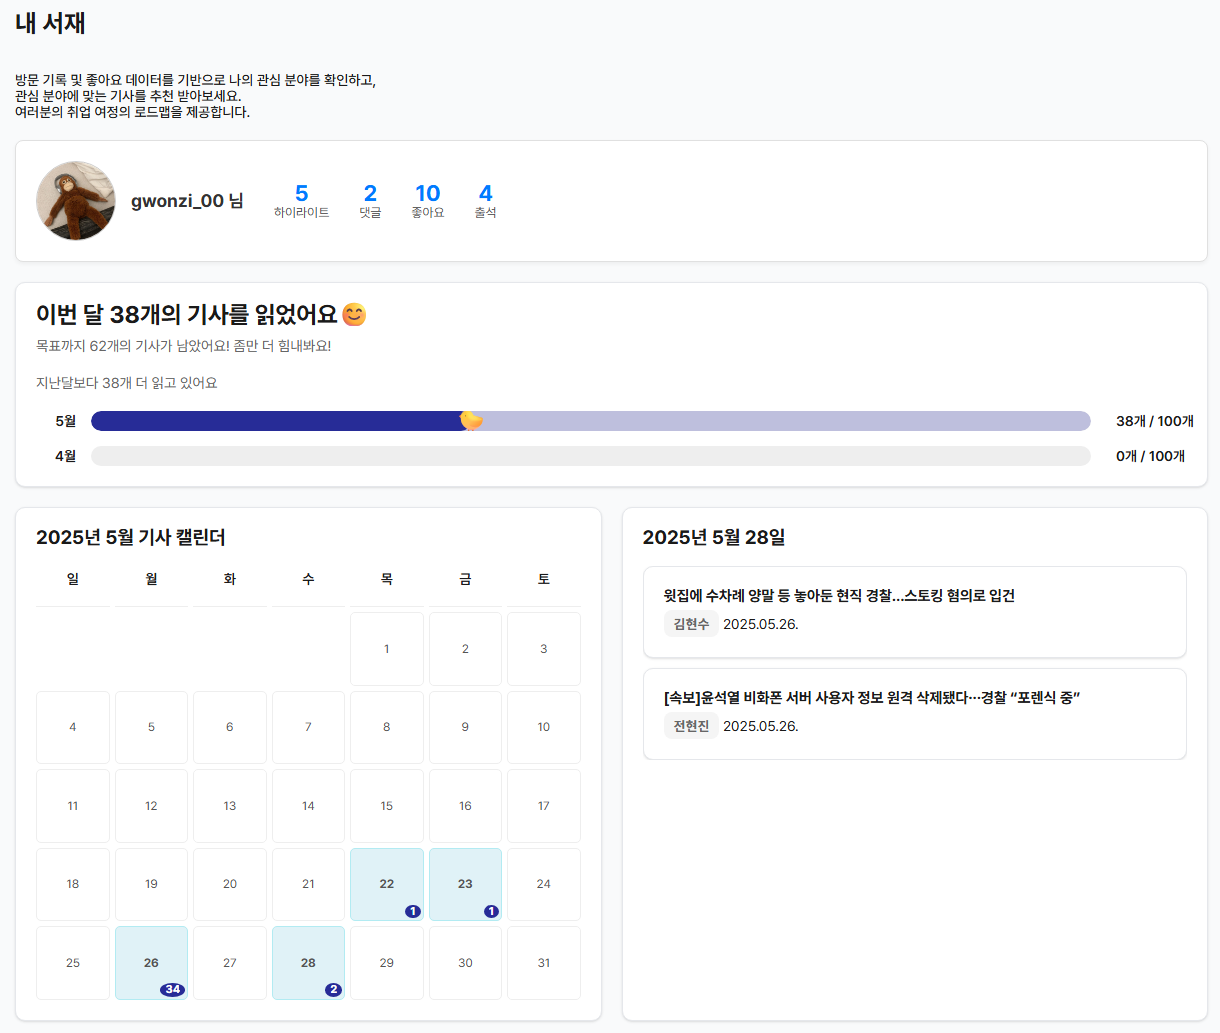 내 서재
방문 기록 및 좋아요 데이터를 기반으로 나의 관심 분야를 확인하고,
관심 분야에 맞는 기사를 추천 받아보세요.
여러분의 취업 여정의 로드맵을 제공합니다.
gwonzi_00 님
5 2 10 4
하이라이트 댓글 좋아요 출석
이번 달 38개의 기사를 읽었어요😊
목표까지 62개의 기사가 남았어요! 좀만 더 힘내봐요!
지난달보다 38개 더 읽고 있어요
5월 38개 / 100개
4월 0개 / 100개
2025년 5월 기사 캘린더
일 월 화 수 목 금 토
1 2 3
4 5 6 7 8 9 10
11 12 13 14 15 16 17
18 19 20 21 22 23 24
1 1
25 26 27 28 29 30 31
34 2
2025년 5월 28일
윗집에 수차례 양말 등 놓아둔 현직 경찰…스토킹 혐의로 입건
김현수 2025.05.26.
[속보]윤석열 비화폰 서버 사용자 정보 원격 삭제됐다…경찰 “포렌식 중”
전현진 2025.05.26.